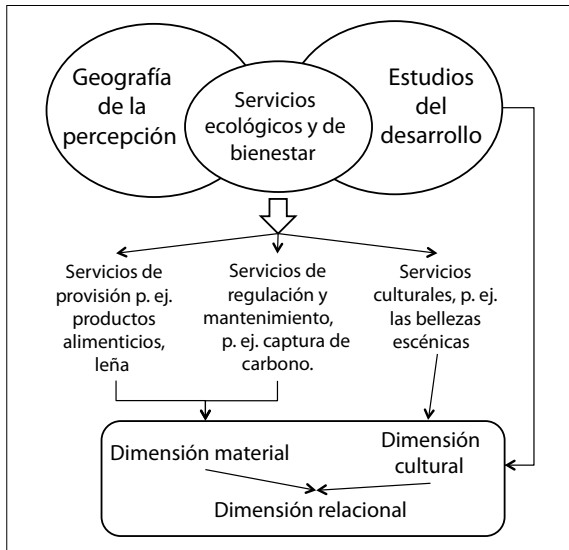 Geografía
de la
percepción
Servicios
ecológicos y de
bienestar
Estudios
del
desarrollo
Servicios de
provisión p. ej.
productos
alimenticios,
leña
Servicios de
regulación y
mantenimiento,
p. ej. captura de
carbono.
Servicios
culturales, p. ej.
las bellezas
escénicas
Dimensión material
Dimensión
cultural
Dimensión relacional